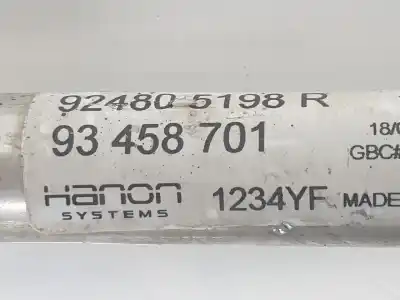 92480 5198 R
93 458 701
18/0
GBC#
Hanon
SYSTEMS
1234YF MADE